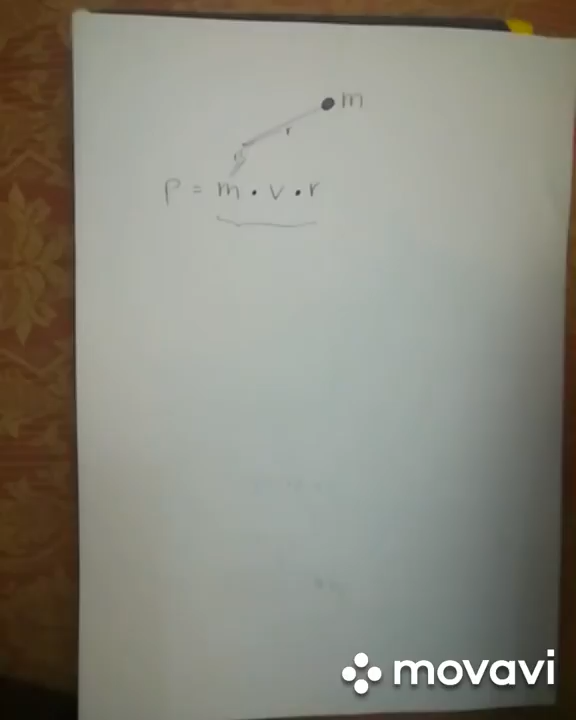 m
r
P = m · v · r
movavi